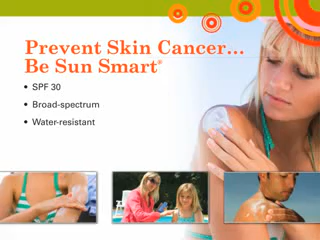 Prevent Skin Cancer...
Be Sun Smart®
• SPF 30
• Broad-spectrum
• Water-resistant